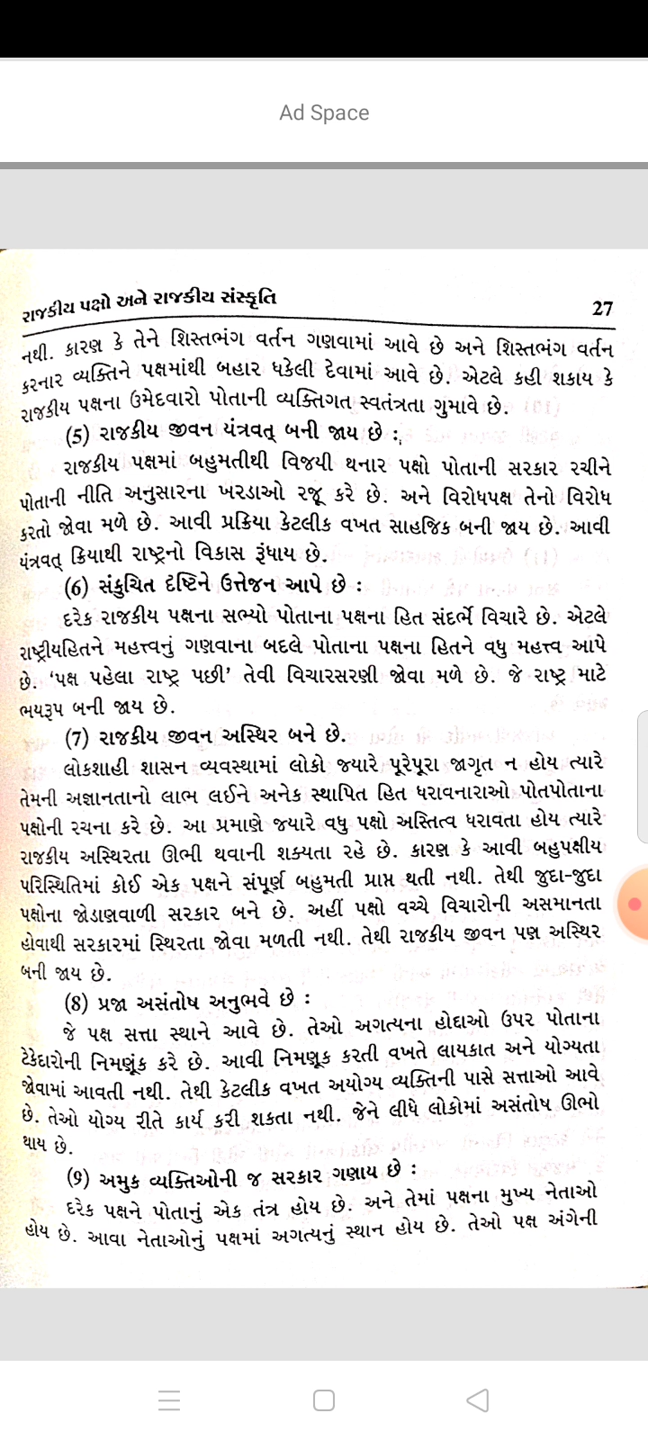 Ad Space
રાજકીય પક્ષો અને રાજકીય સંસ્કૃતિ
27
નથી. કારણ કે તેને શિસ્તભંગ વર્તન ગણવામાં આવે છે અને શિસ્તભંગ વર્તન
કરનાર વ્યક્તિને પક્ષમાંથી બહાર ધકેલી દેવામાં આવે છે. એટલે કહી શકાય કે
રાજકીય પક્ષના ઉમેદવારો પોતાની વ્યક્તિગત સ્વતંત્રતા ગુમાવે છે.
(5) રાજકીય જીવન યંત્રવત્ બની જાય છે :
રાજકીય પક્ષમાં બહુમતીથી વિજયી થનાર પક્ષો પોતાની સરકાર રચીને
પોતાની નીતિ અનુસારના ખરડાઓ રજૂ કરે છે. અને વિરોધપક્ષ તેનો વિરોધ
કરતો જોવા મળે છે. આવી પ્રક્રિયા કેટલીક વખત સાહજિક બની જાય છે. આવી
યંત્રવત્ ક્રિયાથી રાષ્ટ્રનો વિકાસ રૂંધાય છે.
(6) સંકુચિત દૃષ્ટિને ઉત્તેજન આપે છે :
દરેક રાજકીય પક્ષના સભ્યો પોતાના પક્ષના હિત સંદર્ભે વિચારે છે. એટલે
રાષ્ટ્રીયહિતને મહત્ત્વનું ગણવાના બદલે પોતાના પક્ષના હિતને વધુ મહત્ત્વ આપે
છે. ‘પક્ષ પહેલા રાષ્ટ્ર પછી’ તેવી વિચારસરણી જોવા મળે છે. જે રાષ્ટ્ર માટે
ભયરૂપ બની જાય છે.
(7) રાજકીય જીવન અસ્થિર બને છે.
લોકશાહી શાસન વ્યવસ્થામાં લોકો જયારે પૂરેપૂરા જાગૃત ન હોય ત્યારે
તેમની અજ્ઞાનતાનો લાભ લઈને અનેક સ્થાપિત હિત ધરાવનારાઓ પોતપોતાના
પક્ષોની રચના કરે છે. આ પ્રમાણે જયારે વધુ પક્ષો અસ્તિત્વ ધરાવતા હોય ત્યારે
રાજકીય અસ્થિરતા ઊભી થવાની શક્યતા રહે છે. કારણ કે આવી બહુપક્ષીય
પરિસ્થિતિમાં કોઈ એક પક્ષને સંપૂર્ણ બહુમતી પ્રાપ્ત થતી નથી. તેથી જુદા-જુદા
પક્ષોના જોડાણવાળી સરકાર બને છે. અહીં પક્ષો વચ્ચે વિચારોની અસમાનતા
હોવાથી સરકારમાં સ્થિરતા જોવા મળતી નથી. તેથી રાજકીય જીવન પણ અસ્થિર
બની જાય છે.
(8) પ્રજા અસંતોષ અનુભવે છે :
જે પક્ષ સત્તા સ્થાને આવે છે. તેઓ અગત્યના હોદ્દાઓ ઉપર પોતાના
ટેકેદારોની નિમણૂંક કરે છે. આવી નિમણૂક કરતી વખતે લાયકાત અને યોગ્યતા
જોવામાં આવતી નથી. તેથી કેટલીક વખત અયોગ્ય વ્યક્તિની પાસે સત્તાઓ આવે
છે. તેઓ યોગ્ય રીતે કાર્ય કરી શકતા નથી. જેને લીધે લોકોમાં અસંતોષ ઊભો
થાય છે.
(9) અમુક વ્યક્તિઓની જ સરકાર ગણાય છે :
દરેક પક્ષને પોતાનું એક તંત્ર હોય છે. અને તેમાં પક્ષના મુખ્ય નેતાઓ
હોય છે. આવા નેતાઓનું પક્ષમાં અગત્યનું સ્થાન હોય છે. તેઓ પક્ષ અંગેની